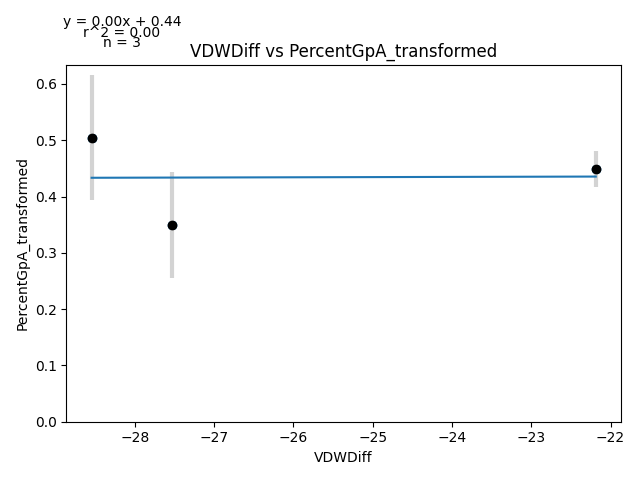 y = 0.00x + 0.44
r^2 = 0.00
n = 3
VDWDiff vs PercentGpA_transformed
PercentGpA_transformed
0.6
0.5
0.4
0.3
0.2
0.1
0.0
−28
−27
−26
−25
−24
−23
−22
VDWDiff